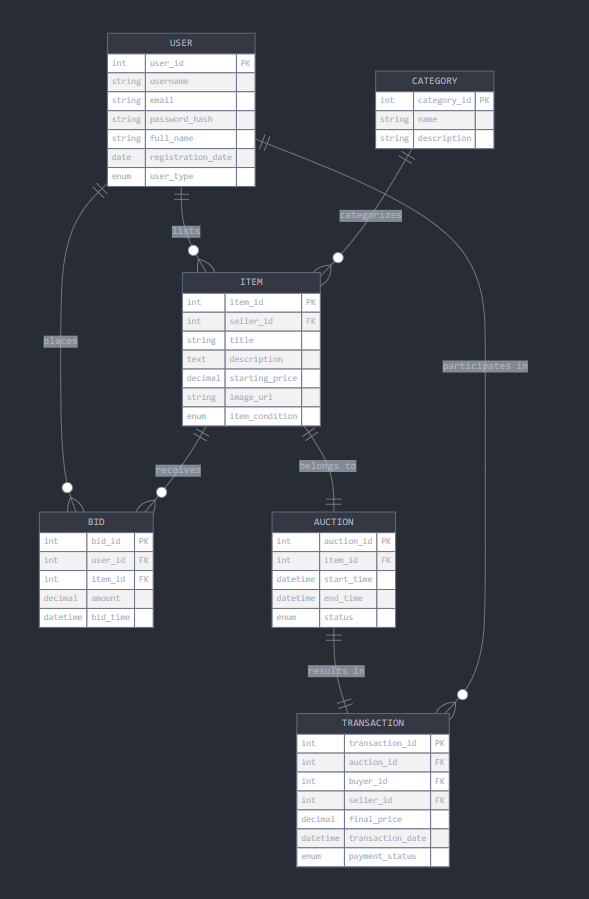 USER
int user_id PK
string username
string email
string password_hash
string full_name
date registration_date
enum user_type
CATEGORY
int category_id PK
string name
string description
categorizes
lists
ITEM
int item_id PK
int seller_id FK
string title
text description
decimal starting_price
string image_url
enum item_condition
places
participates in
receives
belongs to
BID
int bid_id PK
int user_id FK
int item_id FK
decimal amount
datetime bid_time
AUCTION
int auction_id PK
int item_id FK
datetime start_time
datetime end_time
enum status
results in
TRANSACTION
int transaction_id PK
int auction_id FK
int buyer_id FK
int seller_id FK
decimal final_price
datetime transaction_date
enum payment_status